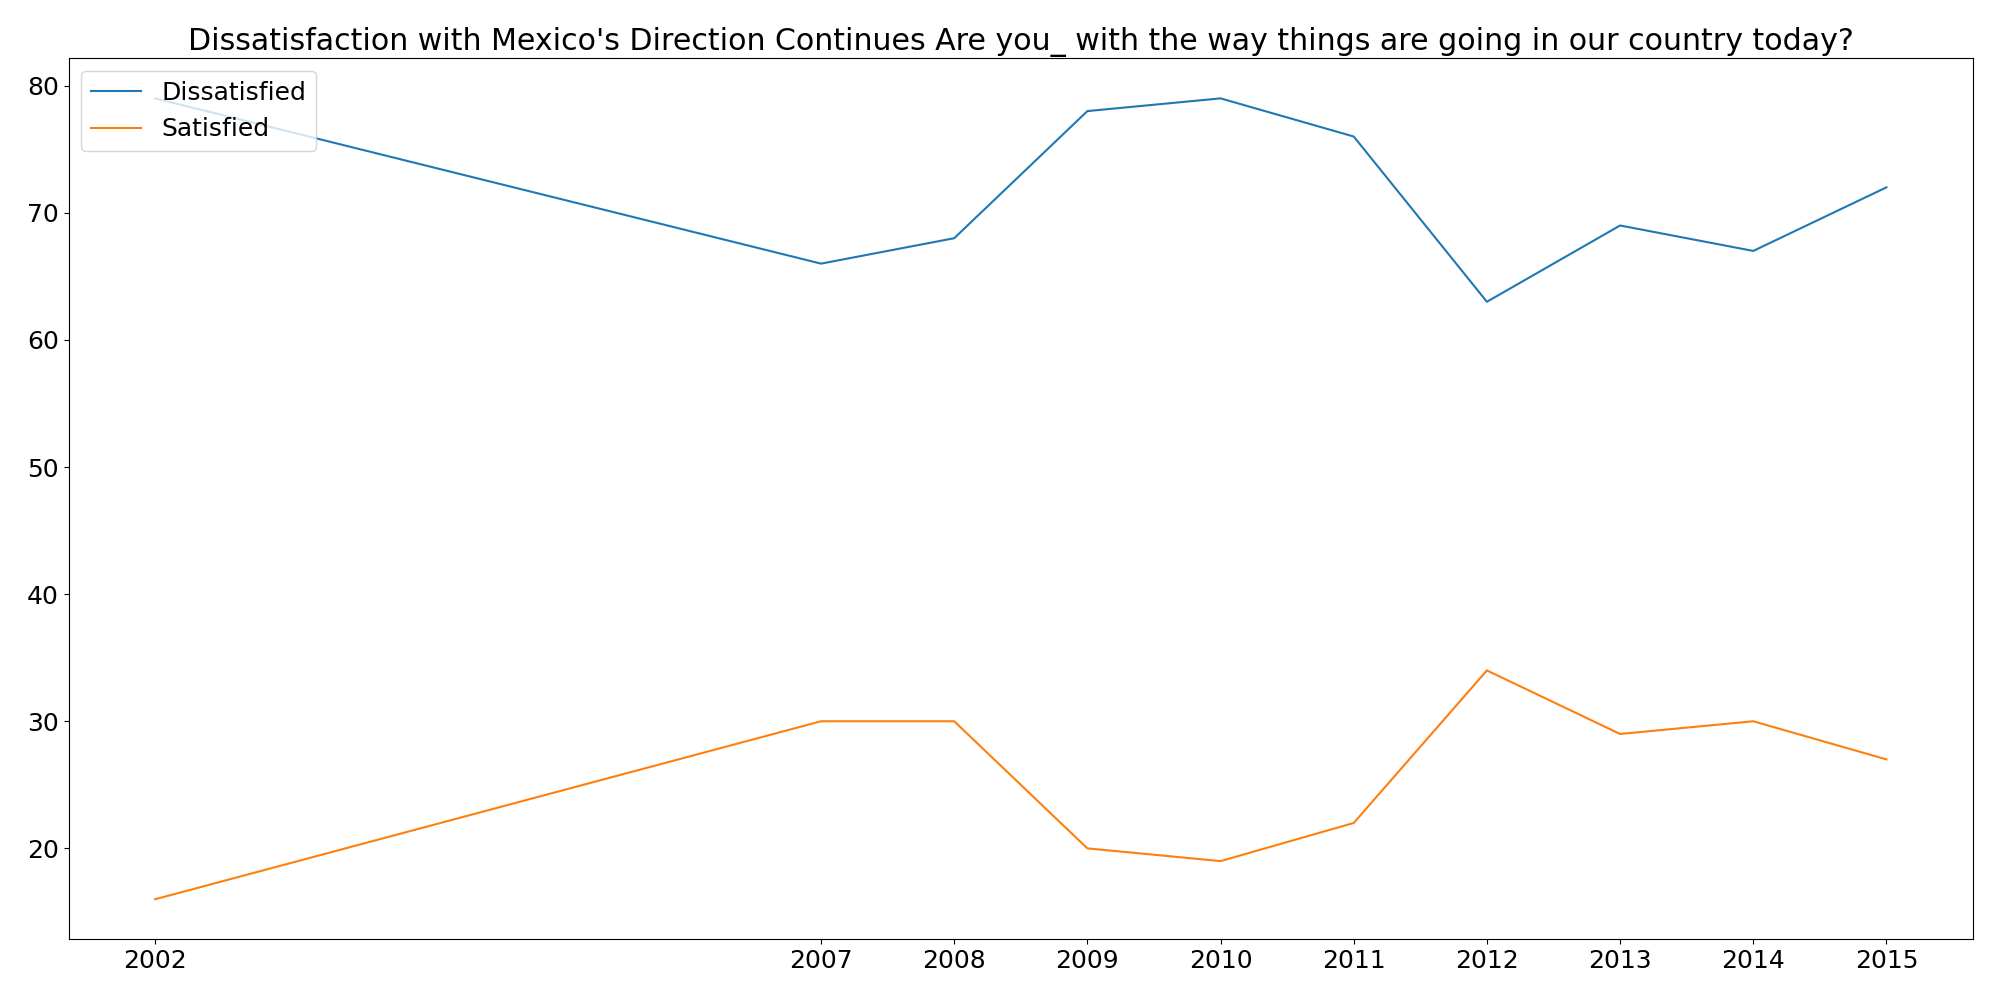 Dissatisfaction with Mexico's Direction Continues Are you_ with the way things are going in our country today?
Dissatisfied
Satisfied
80
70
60
50
40
30
20
2002 2007 2008 2009 2010 2011 2012 2013 2014 2015